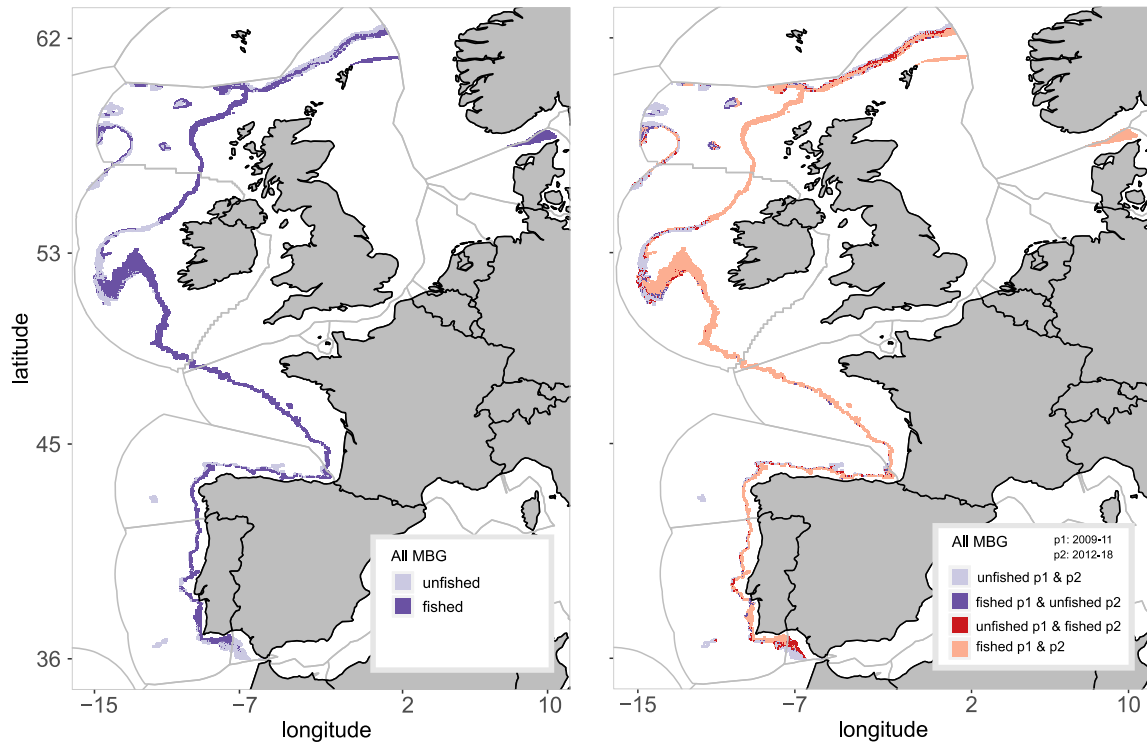 62
53
45
36
latitude
−15
−7
2
10
longitude
All MBG
unfished
fished
−15
−7
2
10
longitude
All MBG
p1: 2009-11
p2: 2012-18
unfished p1 & p2
fished p1 & unfished p2
unfished p1 & fished p2
fished p1 & p2